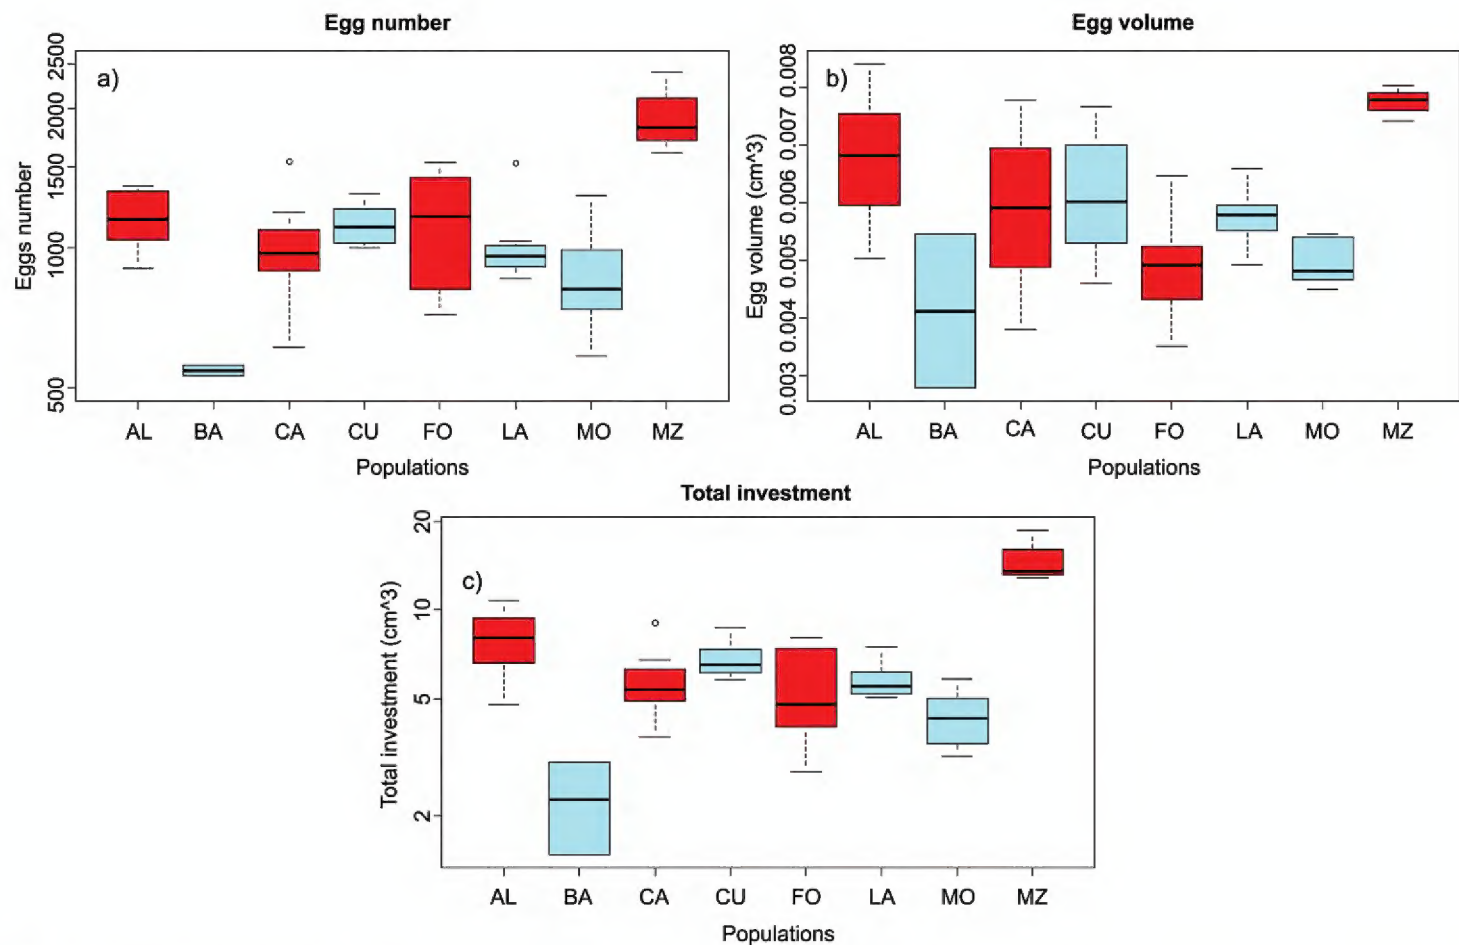 Egg number
a)
2500
2000
1500
1000
500
Eggs number
AL BA CA CU FO LA MO MZ
Populations
Egg volume
b)
0.008
0.007
0.006
0.005
0.004
0.003
Egg volume (cm^3)
AL BA CA CU FO LA MO MZ
Populations
Total investment
c)
20
10
5
2
Total investment (cm^3)
AL BA CA CU FO LA MO MZ
Populations